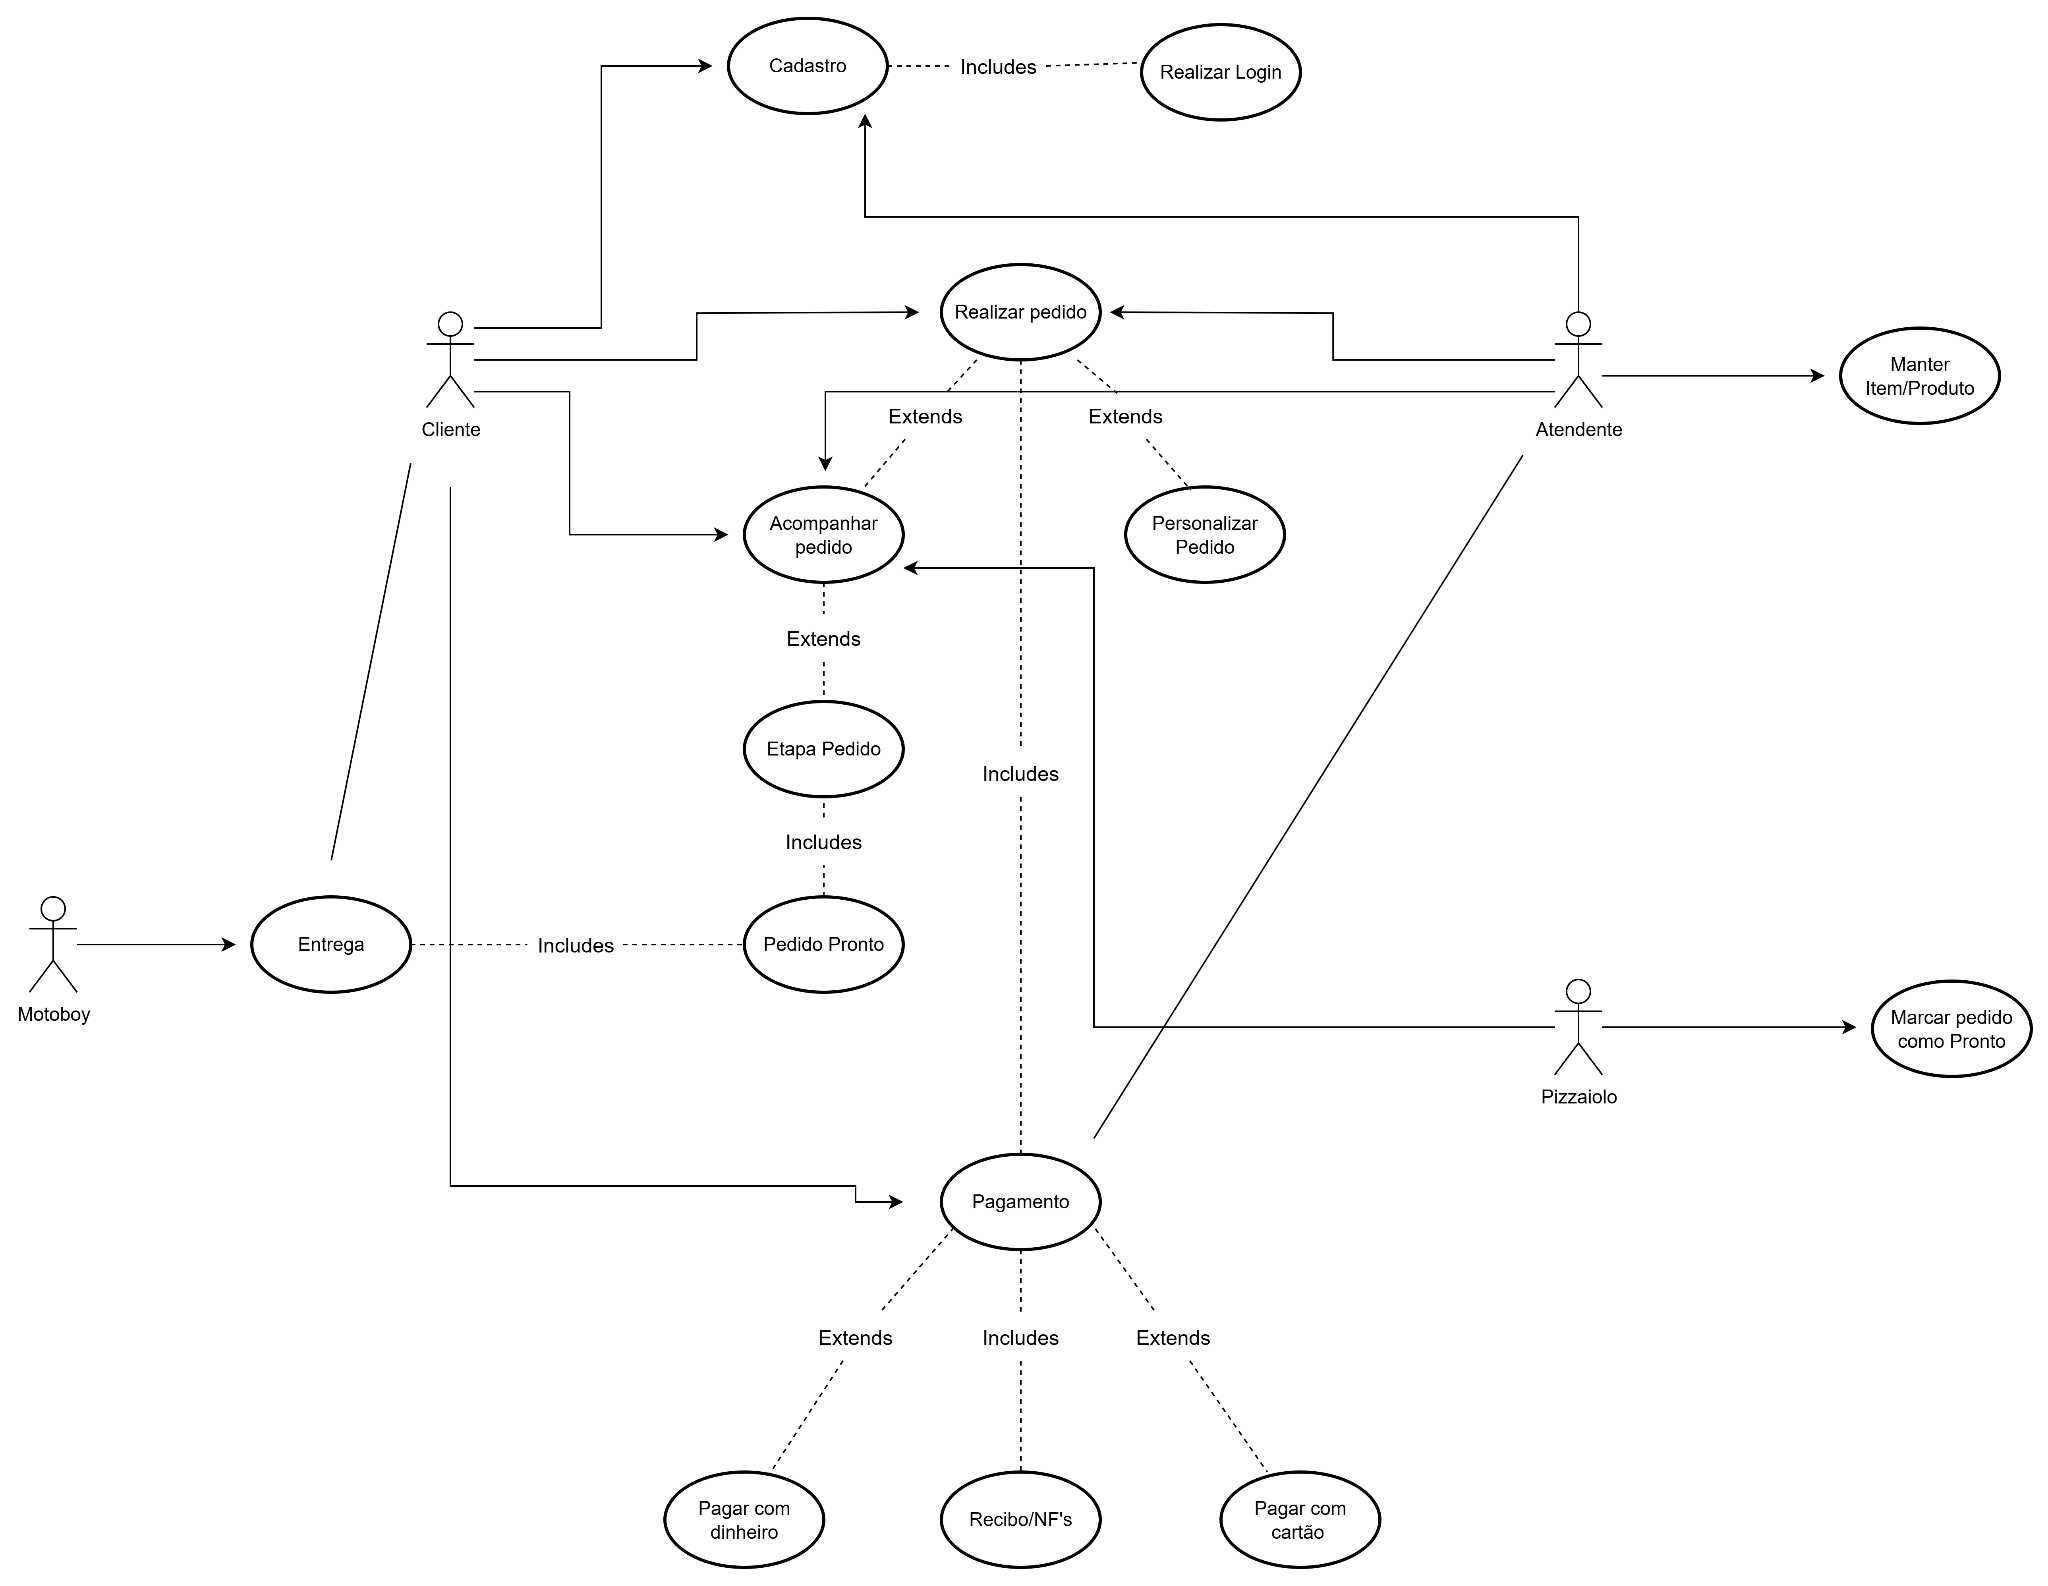 Cadastro
Includes
Realizar Login
Realizar pedido
Manter
Item/Produto
Cliente
Extends
Extends
Atendente
Acompanhar
pedido
Personalizar
Pedido
Extends
Etapa Pedido
Includes
Includes
Entrega
Includes
Pedido Pronto
Motoboy
Marcar pedido
como Pronto
Pizzaiolo
Pagamento
Extends
Includes
Extends
Pagar com
dinheiro
Recibo/NF's
Pagar com
cartão